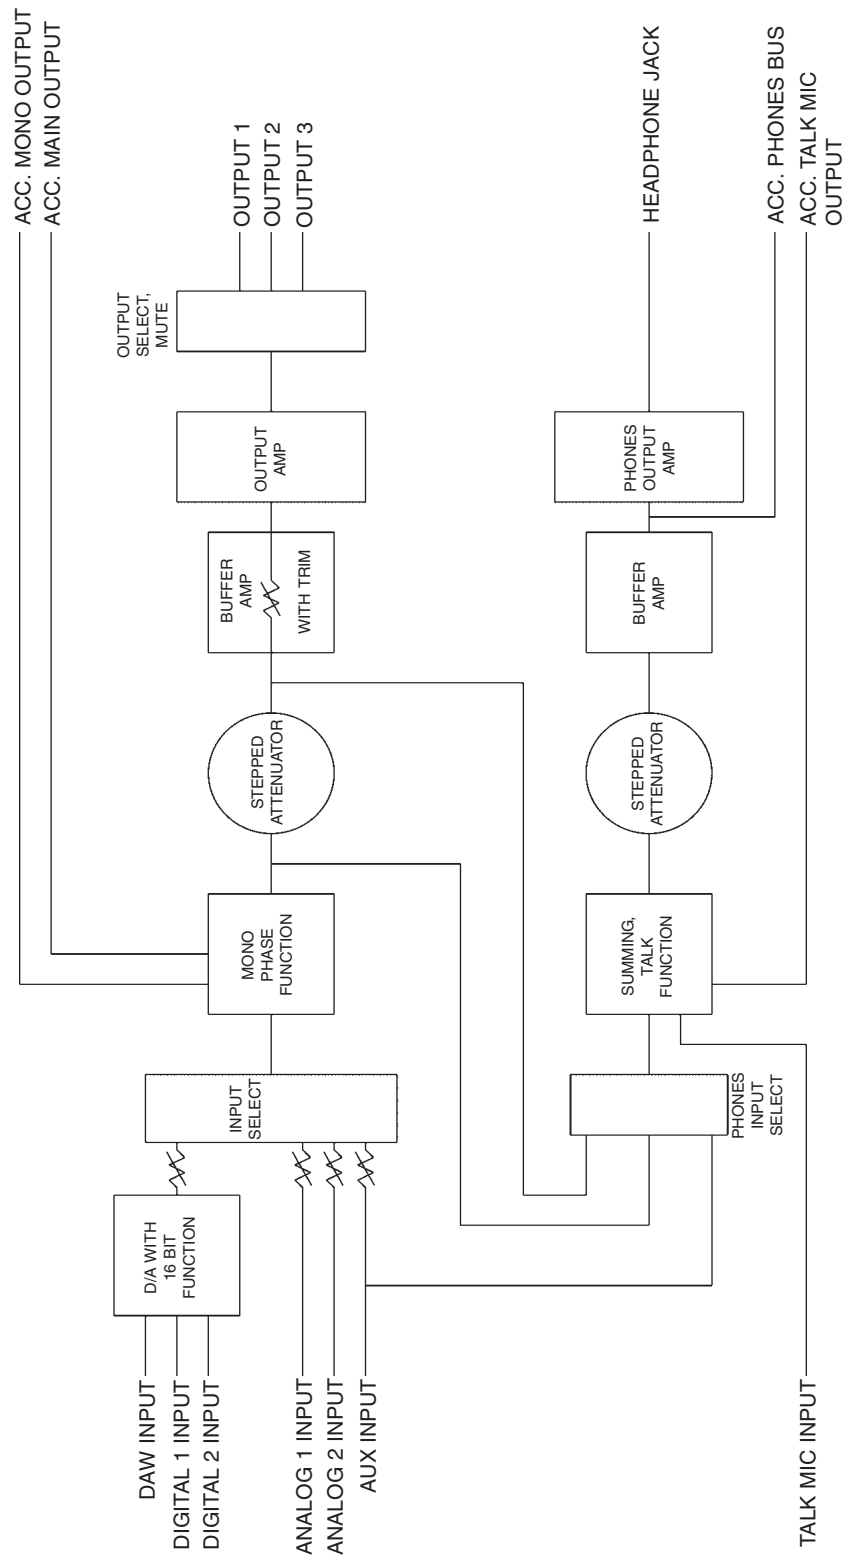 ACC. MONO OUTPUT
ACC. MAIN OUTPUT
OUTPUT
SELECT,
MUTE
OUTPUT 1
OUTPUT 2
OUTPUT 3
OUTPUT
AMP
BUFFER
AMP
WITH TRIM
STEPPED
ATTENUATOR
MONO
PHASE
FUNCTION
INPUT
SELECT
D/A WITH
16 BIT
FUNCTION
DAW INPUT
DIGITAL 1 INPUT
DIGITAL 2 INPUT
ANALOG 1 INPUT
ANALOG 2 INPUT
AUX INPUT
HEADPHONE JACK
PHONES
OUTPUT
AMP
BUFFER
AMP
STEPPED
ATTENUATOR
SUMMING,
TALK
FUNCTION
PHONES
INPUT
SELECT
ACC. PHONES BUS
ACC. TALK MIC
OUTPUT
TALK MIC INPUT